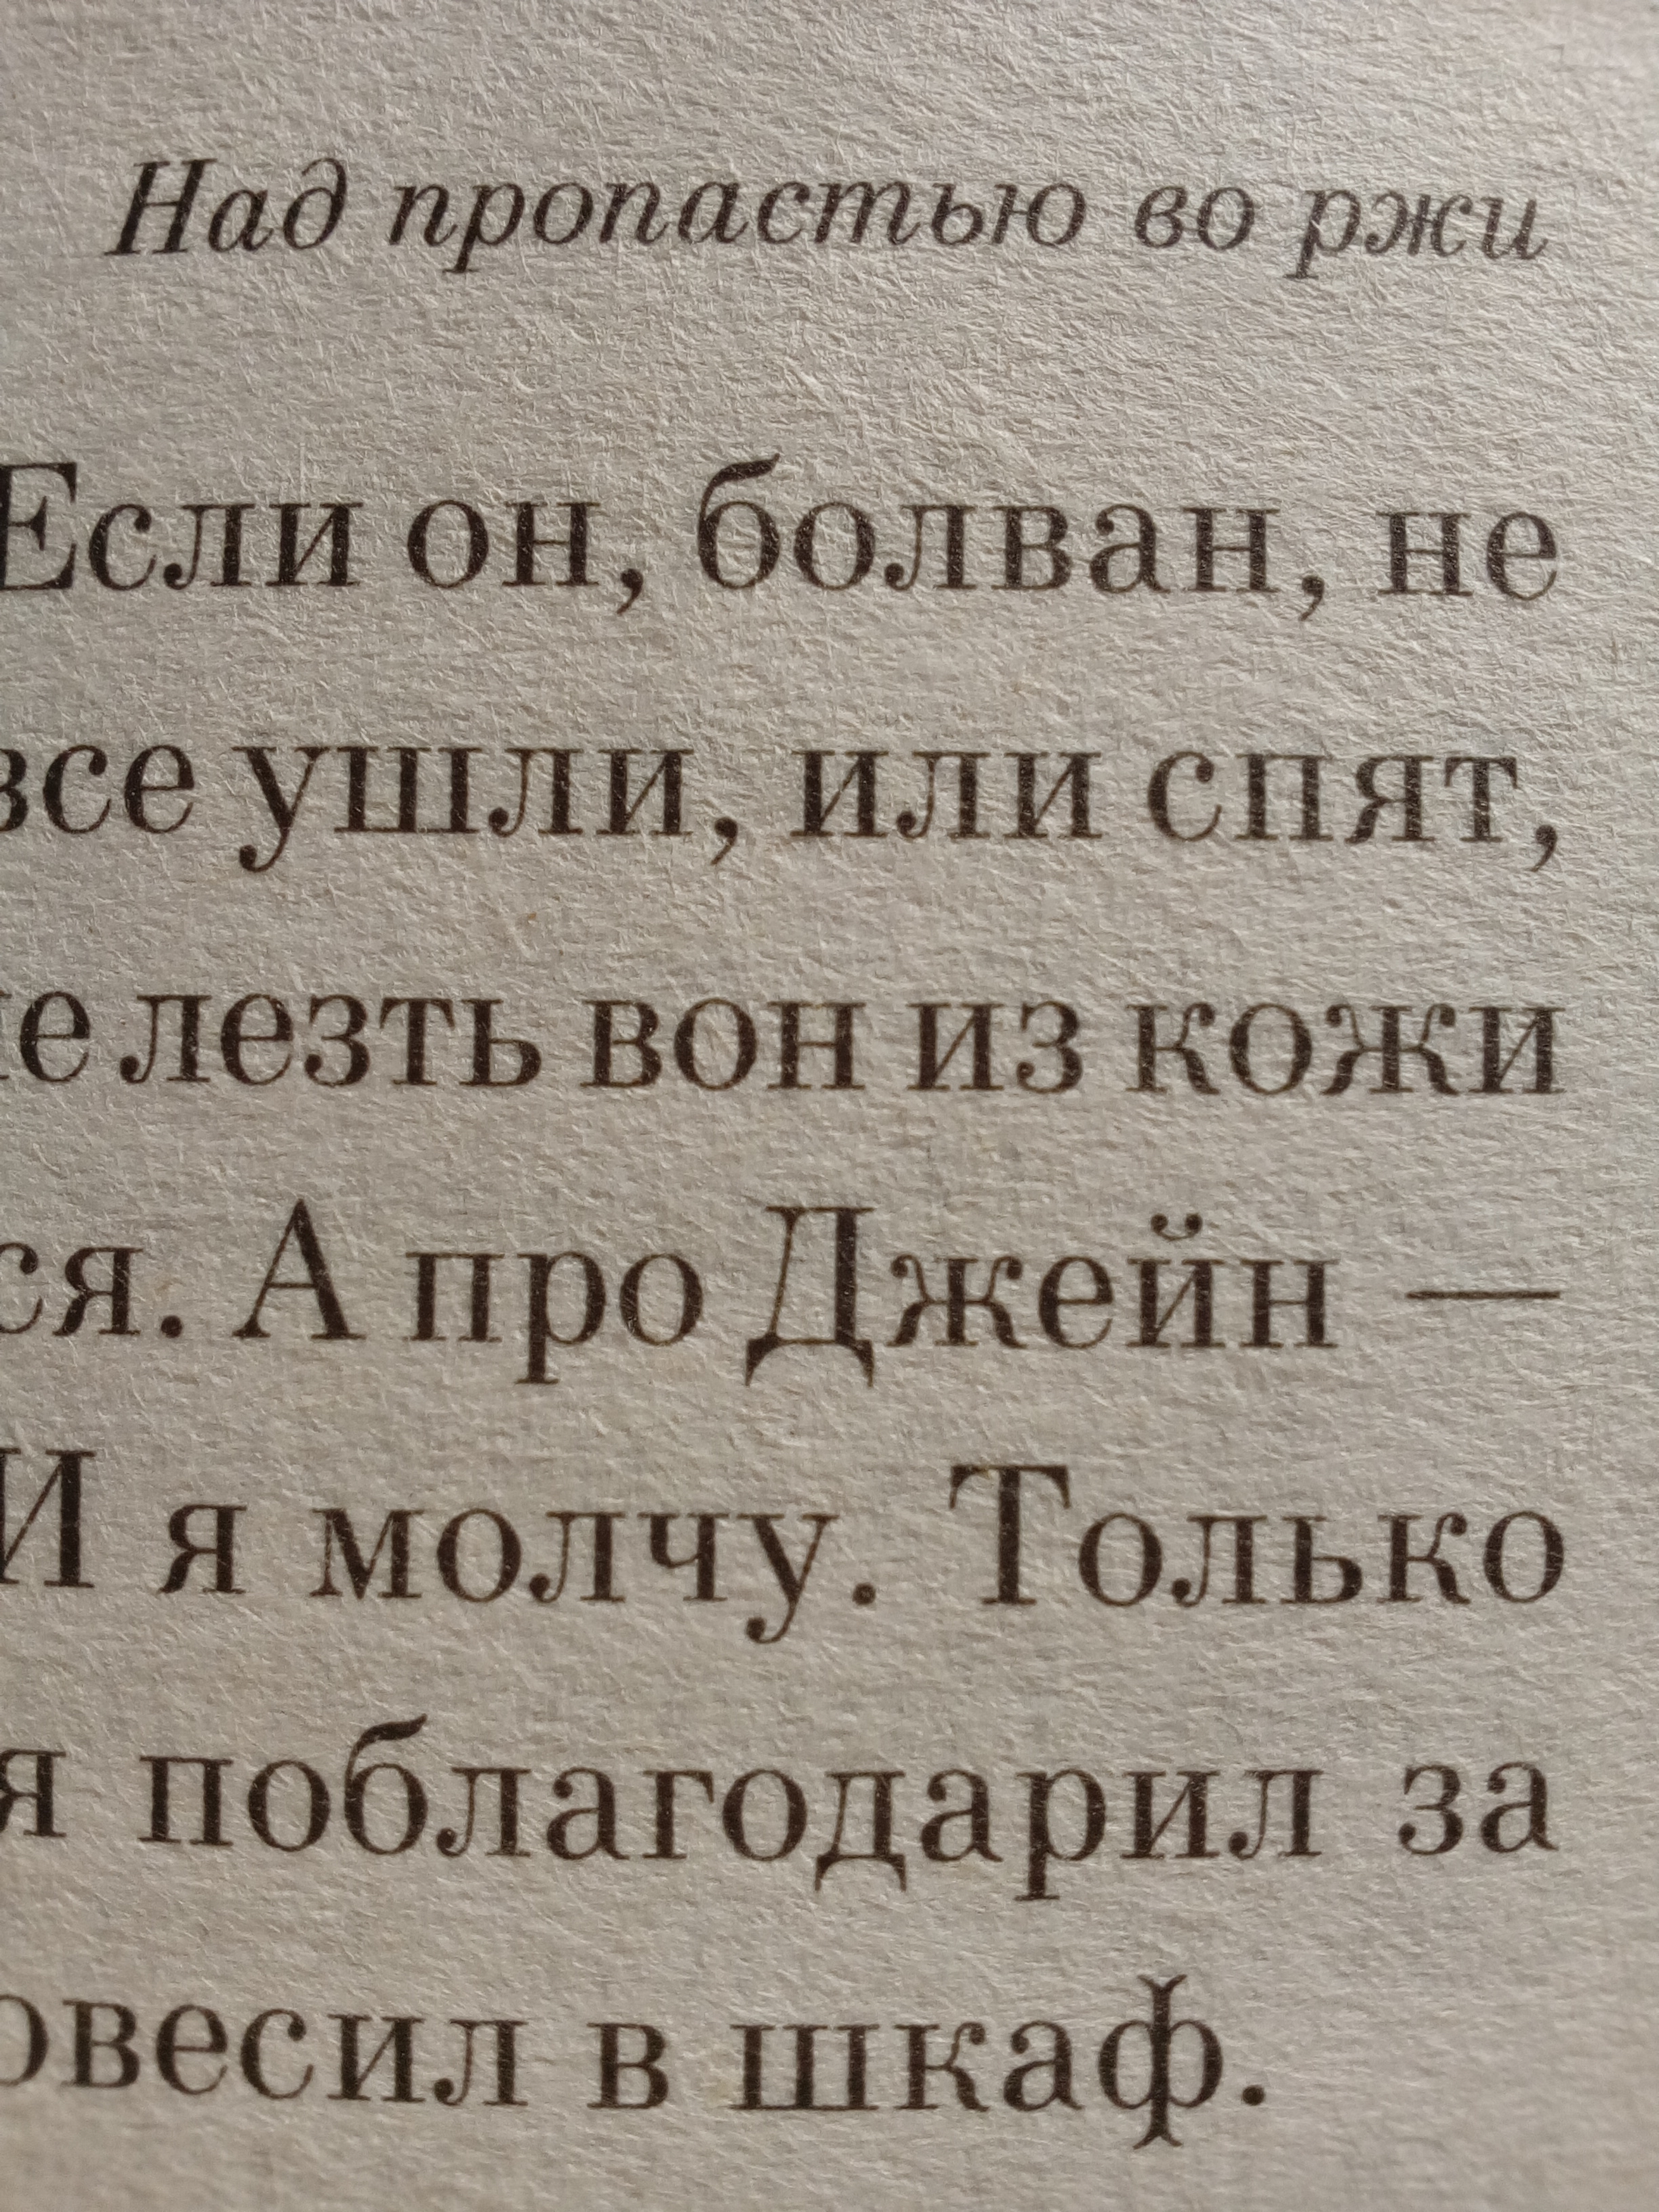 Над пропастью во ржи
Если он, болван, не
все ушли, или спят,
лезть вон из кожи
ся. А про Джейн —
И я молчу. Только
я поблагодарил за
овесил в шкаф.